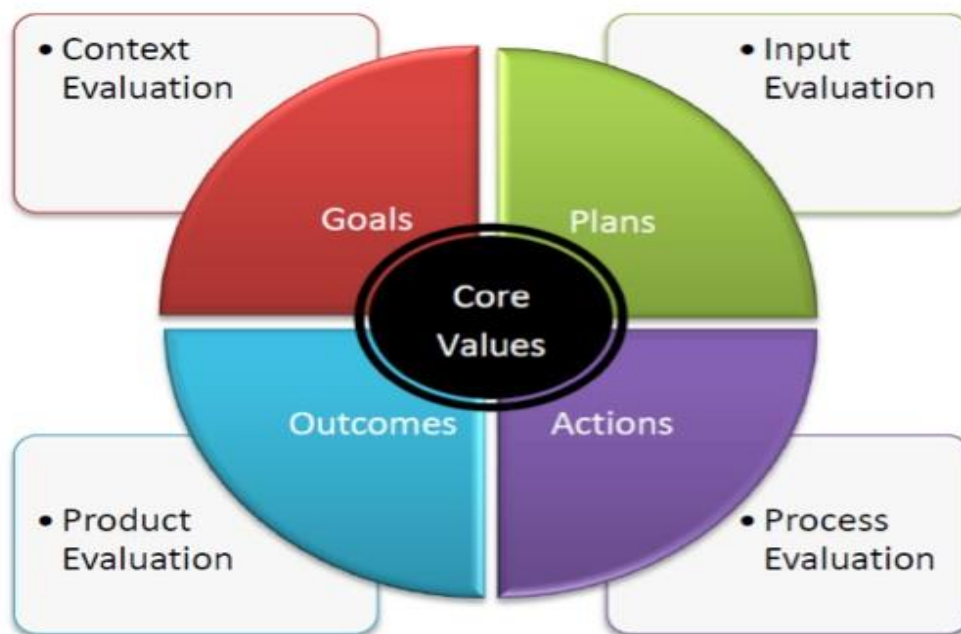 • Context
Evaluation
• Input
Evaluation
Goals
Plans
Core
Values
Outcomes
Actions
• Product
Evaluation
• Process
Evaluation